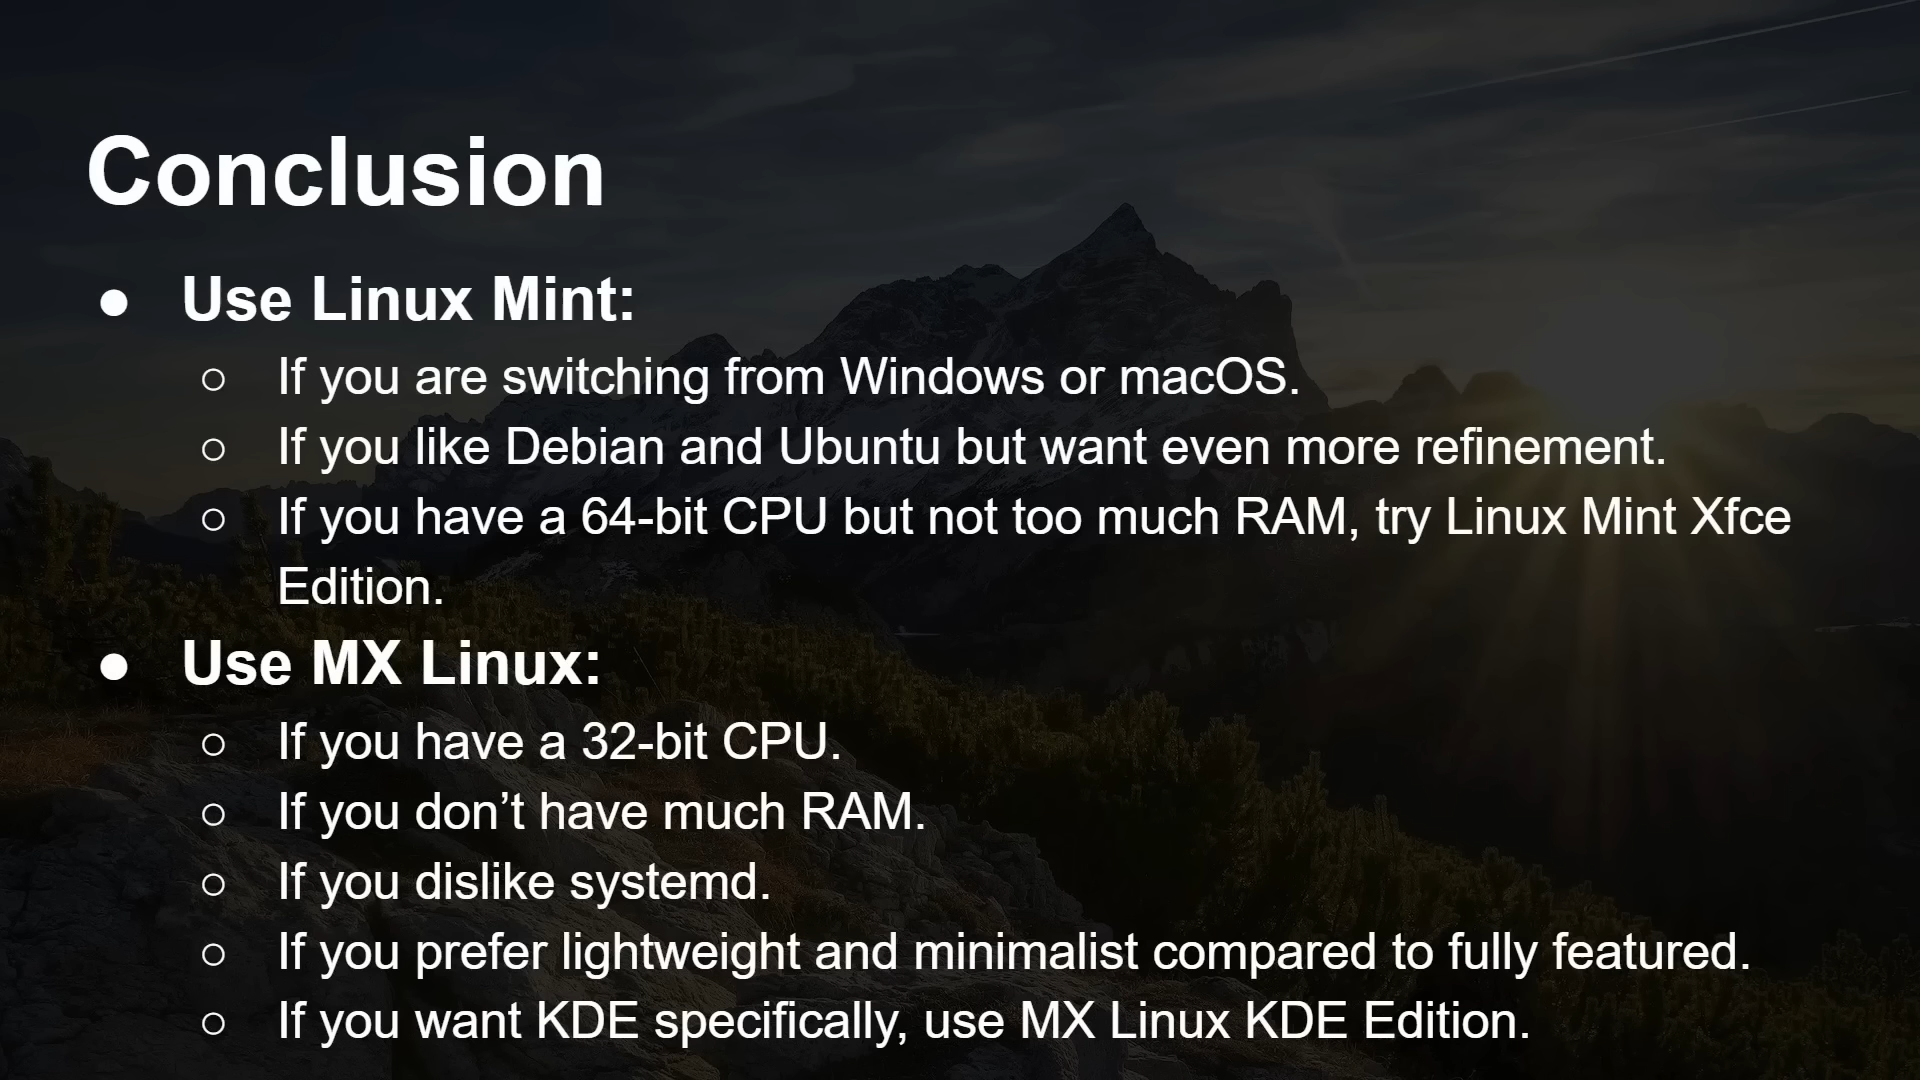 Conclusion
● Use Linux Mint:
○ If you are switching from Windows or macOS.
○ If you like Debian and Ubuntu but want even more refinement.
○ If you have a 64-bit CPU but not too much RAM, try Linux Mint Xfce
Edition.
● Use MX Linux:
○ If you have a 32-bit CPU.
○ If you don’t have much RAM.
○ If you dislike systemd.
○ If you prefer lightweight and minimalist compared to fully featured.
○ If you want KDE specifically, use MX Linux KDE Edition.